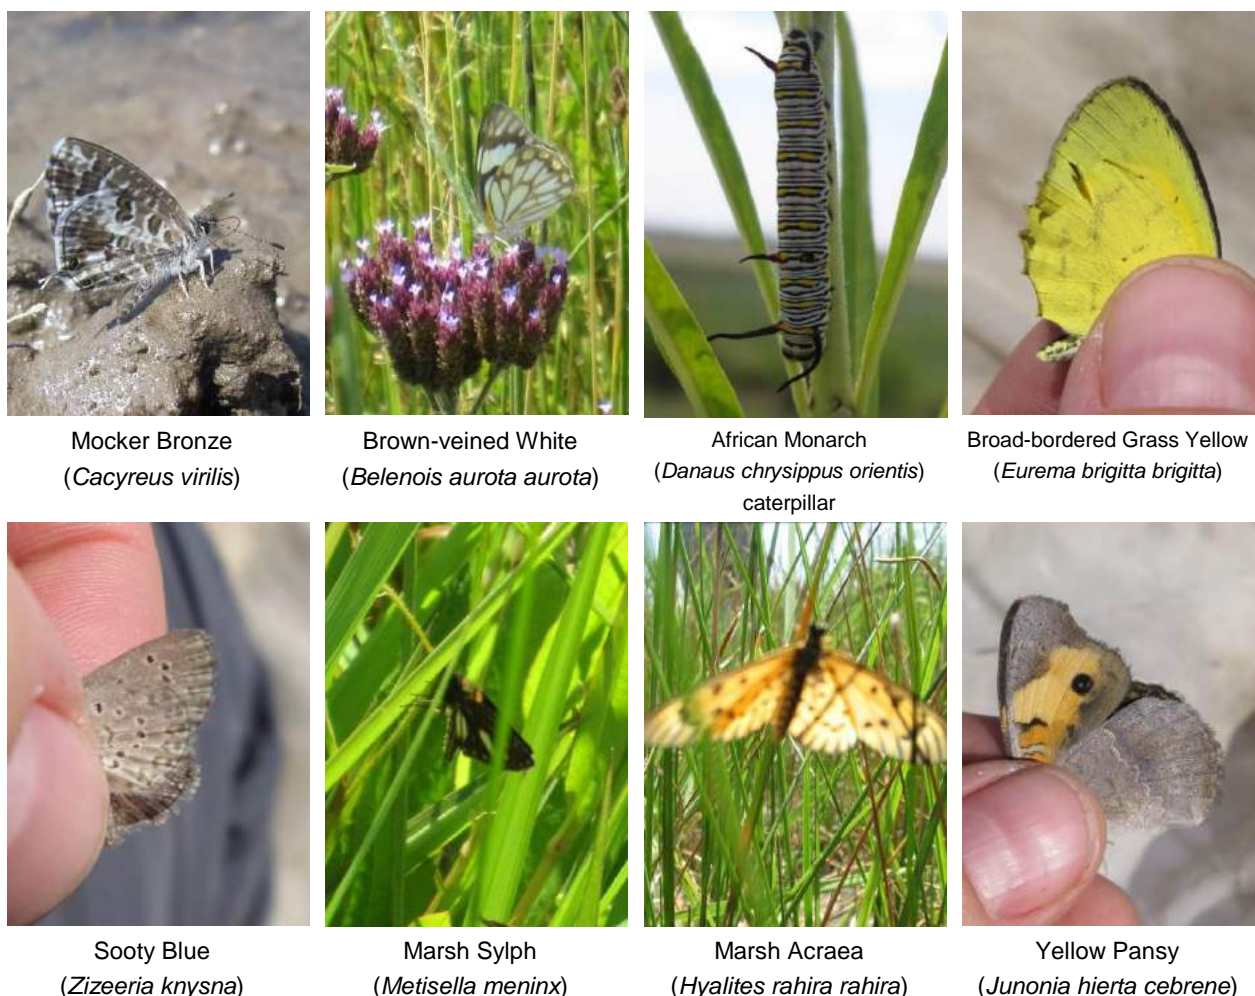 Mocker Bronze
(Cacyreus virilis)
Brown-veined White
(Belenois aurota aurota)
African Monarch
(Danaus chrysippus orientis)
caterpillar
Broad-bordered Grass Yellow
(Eurema brigitta brigitta)
Sooty Blue
(Zizeeria knysna)
Marsh Sylph
(Metisella meninx)
Marsh Acraea
(Hyalites rahira rahira)
Yellow Pansy
(Junonia hierta cebrene)